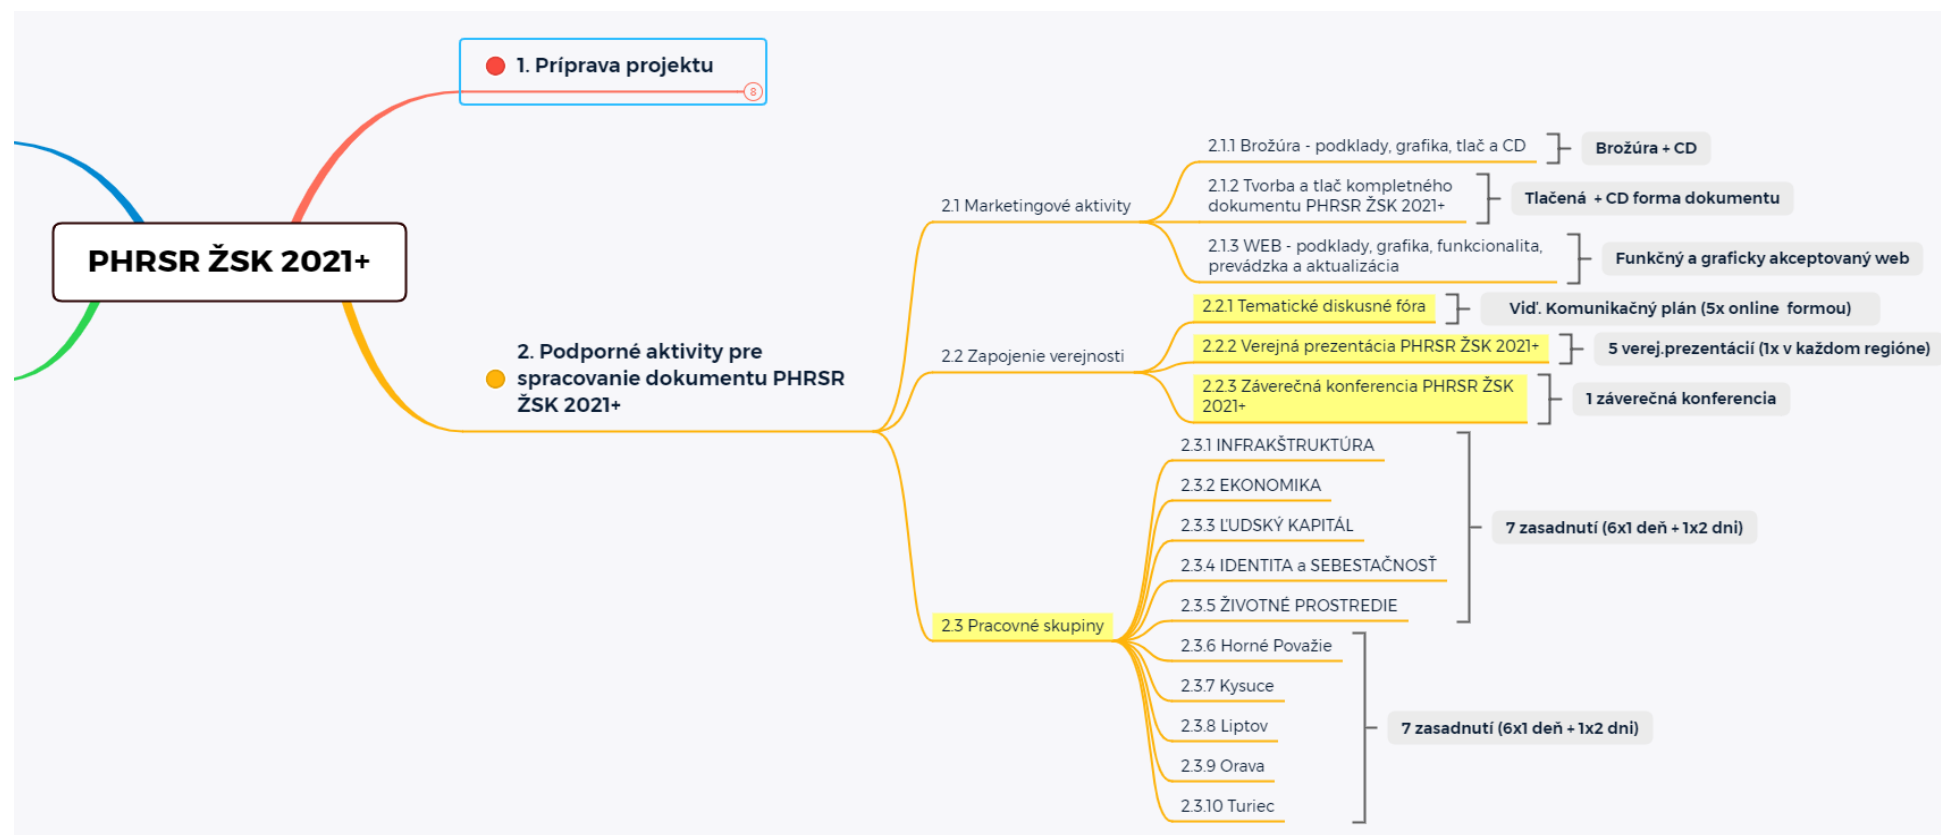 1. Príprava projektu
8
PHRSR ŽSK 2021+
2. Podporné aktivity pre
spracovanie dokumentu PHRSR
ŽSK 2021+
2.1 Marketingové aktivity
2.1.1 Brožúra - podklady, grafika, tlač a CD
Brožúra + CD
2.1.2 Tvorba a tlač kompletného
dokumentu PHRSR ŽSK 2021+
Tlačená + CD forma dokumentu
2.1.3 WEB - podklady, grafika, funkcionalita,
prevádzka a aktualizácia
Funkčný a graficky akceptovaný web
2.2 Zapojenie verejnosti
2.2.1 Tematické diskusné fóra
Viď. Komunikačný plán (5x online formou)
2.2.2 Verejná prezentácia PHRSR ŽSK 2021+
5 verej.prezentácií (1x v každom regióne)
2.2.3 Záverečná konferencia PHRSR ŽSK
2021+
1 záverečná konferencia
2.3 Pracovné skupiny
2.3.1 INFRAKŠTRUKTÚRA
2.3.2 EKONOMIKA
2.3.3 ĽUDSKÝ KAPITÁL
2.3.4 IDENTITA a SEBESTAČNOSŤ
2.3.5 ŽIVOTNÉ PROSTREDIE
7 zasadnutí (6x1 deň + 1x2 dni)
2.3.6 Horné Považie
2.3.7 Kysuce
2.3.8 Liptov
2.3.9 Orava
2.3.10 Turiec
7 zasadnutí (6x1 deň + 1x2 dni)